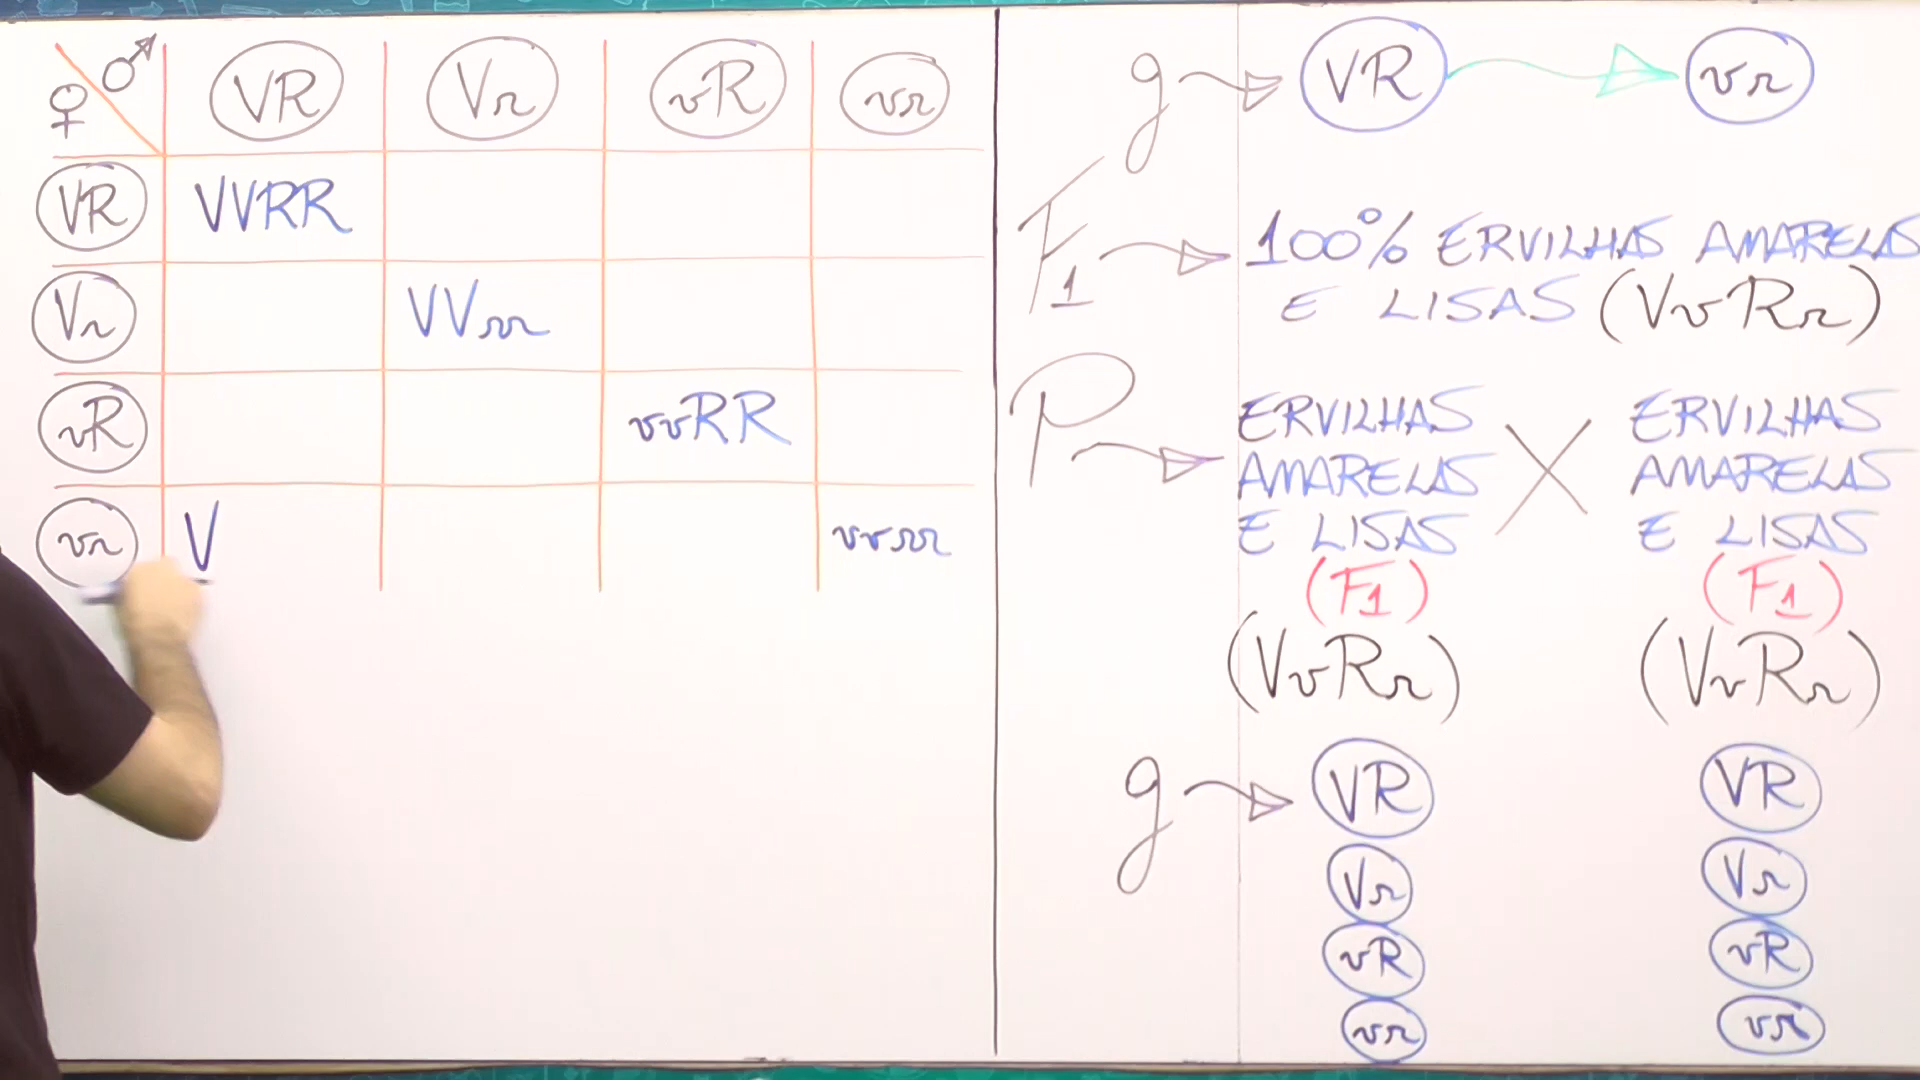 ♀ ♂ VR Vr vR vr
VR VVRR
Vr VVrr
vR vvRR
vr V vvrr
g VR vr
F1 100% ERVILHAS AMARELAS
E LISAS (VvRr)
P ERVILHAS X ERVILHAS
AMARELAS AMARELAS
E LISAS E LISAS
(F1) (F1)
(VvRr) (VvRr)
g VR VR
Vr Vr
vR vR
vr vr